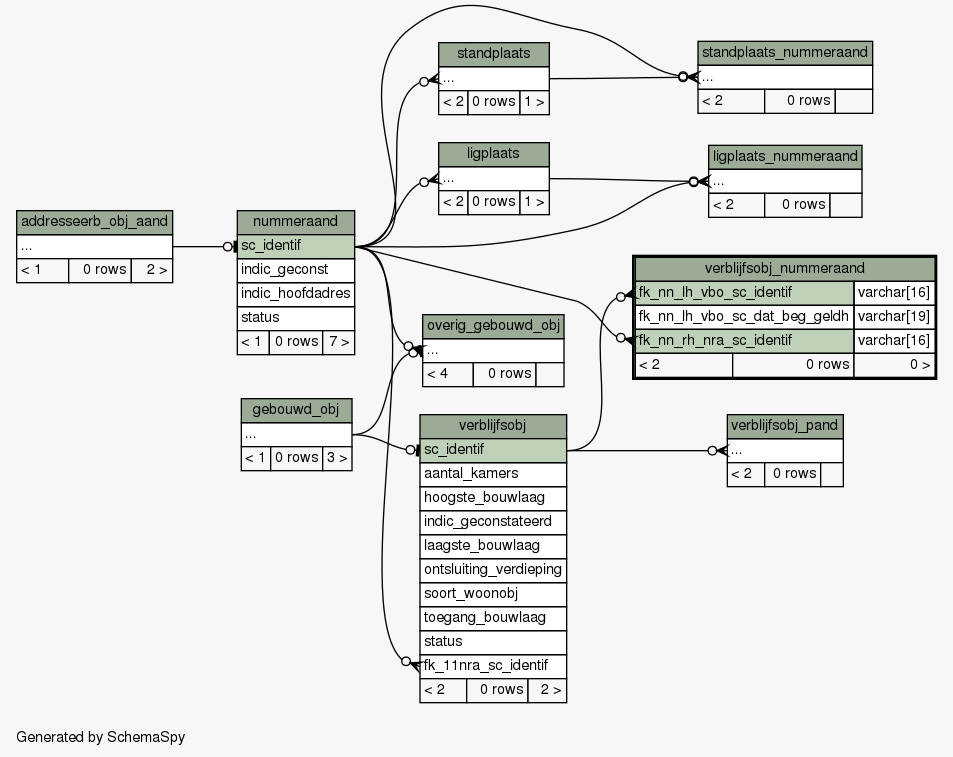 standplaats
...
< 2 0 rows 1 >
standplaats_nummeraand
...
< 2 0 rows
ligplaats
...
< 2 0 rows 1 >
ligplaats_nummeraand
...
< 2 0 rows
addresseerb_obj_aand
...
< 1 0 rows 2 >
nummeraand
sc_identif
indic_geconst
indic_hoofdadres
status
< 1 0 rows 7 >
verblijfsobj_nummeraand
fk_nn_lh_vbo_sc_identif varchar[16]
fk_nn_lh_vbo_sc_dat_beg_geldh varchar[19]
fk_nn_rh_nra_sc_identif varchar[16]
< 2 0 rows 0 >
overig_gebouwd_obj
...
< 4 0 rows
gebouwd_obj
...
< 1 0 rows 3 >
verblijfsobj
sc_identif
aantal_kamers
hoogste_bouwlaag
indic_geconstateerd
laagste_bouwlaag
ontsluiting_verdieping
soort_woonobj
toegang_bouwlaag
status
fk_11nra_sc_identif
< 2 0 rows 2 >
verblijfsobj_pand
...
< 2 0 rows
Generated by SchemaSpy